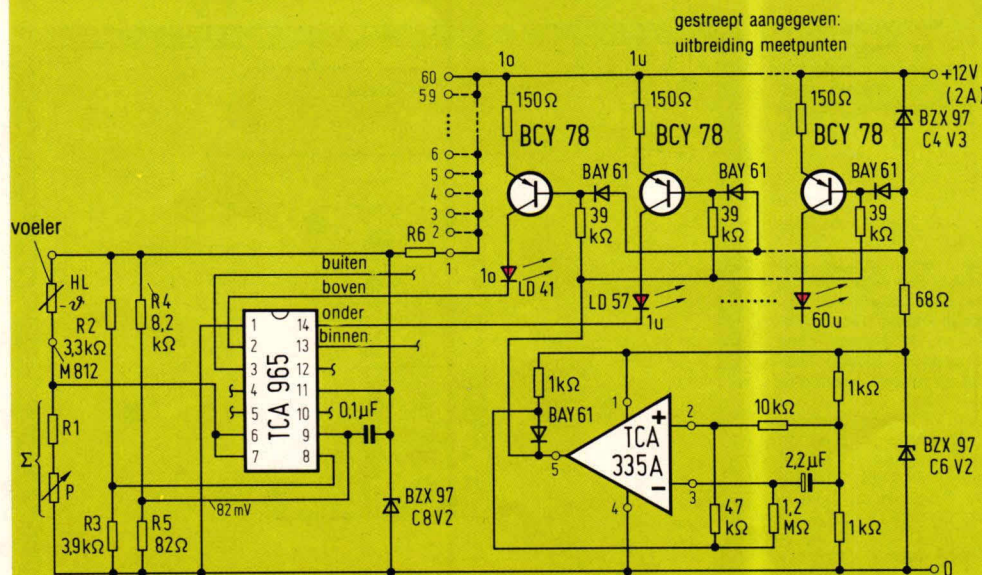 gestreept aangegeven:
uitbreiding meetpunten
60
59
6
5
4
3
2
1
1o
1u
+12V
(2A)
150Ω
150Ω
150Ω
BCY 78
BCY 78
BCY 78
BZX 97
C4 V3
BAY 61
BAY 61
BAY 61
39
kΩ
39
kΩ
39
kΩ
voeler
R6
buiten
boven
onder
binnen
1o
LD 41
LD 57
1u
60u
68Ω
HL
-ϑ
R2
3,3kΩ
R4
8,2
kΩ
M812
TCA 965
1
2
3
4
5
6
7
14
13
12
11
10
9
8
0,1µF
Σ
R1
P
R3
3,9kΩ
R5
82Ω
82mV
BZX 97
C8V2
1kΩ
BAY 61
TCA
335A
+
−
1
2
3
4
5
10kΩ
1kΩ
2,2µF
47
kΩ
1,2
MΩ
1kΩ
BZX 97
C6 V2
0